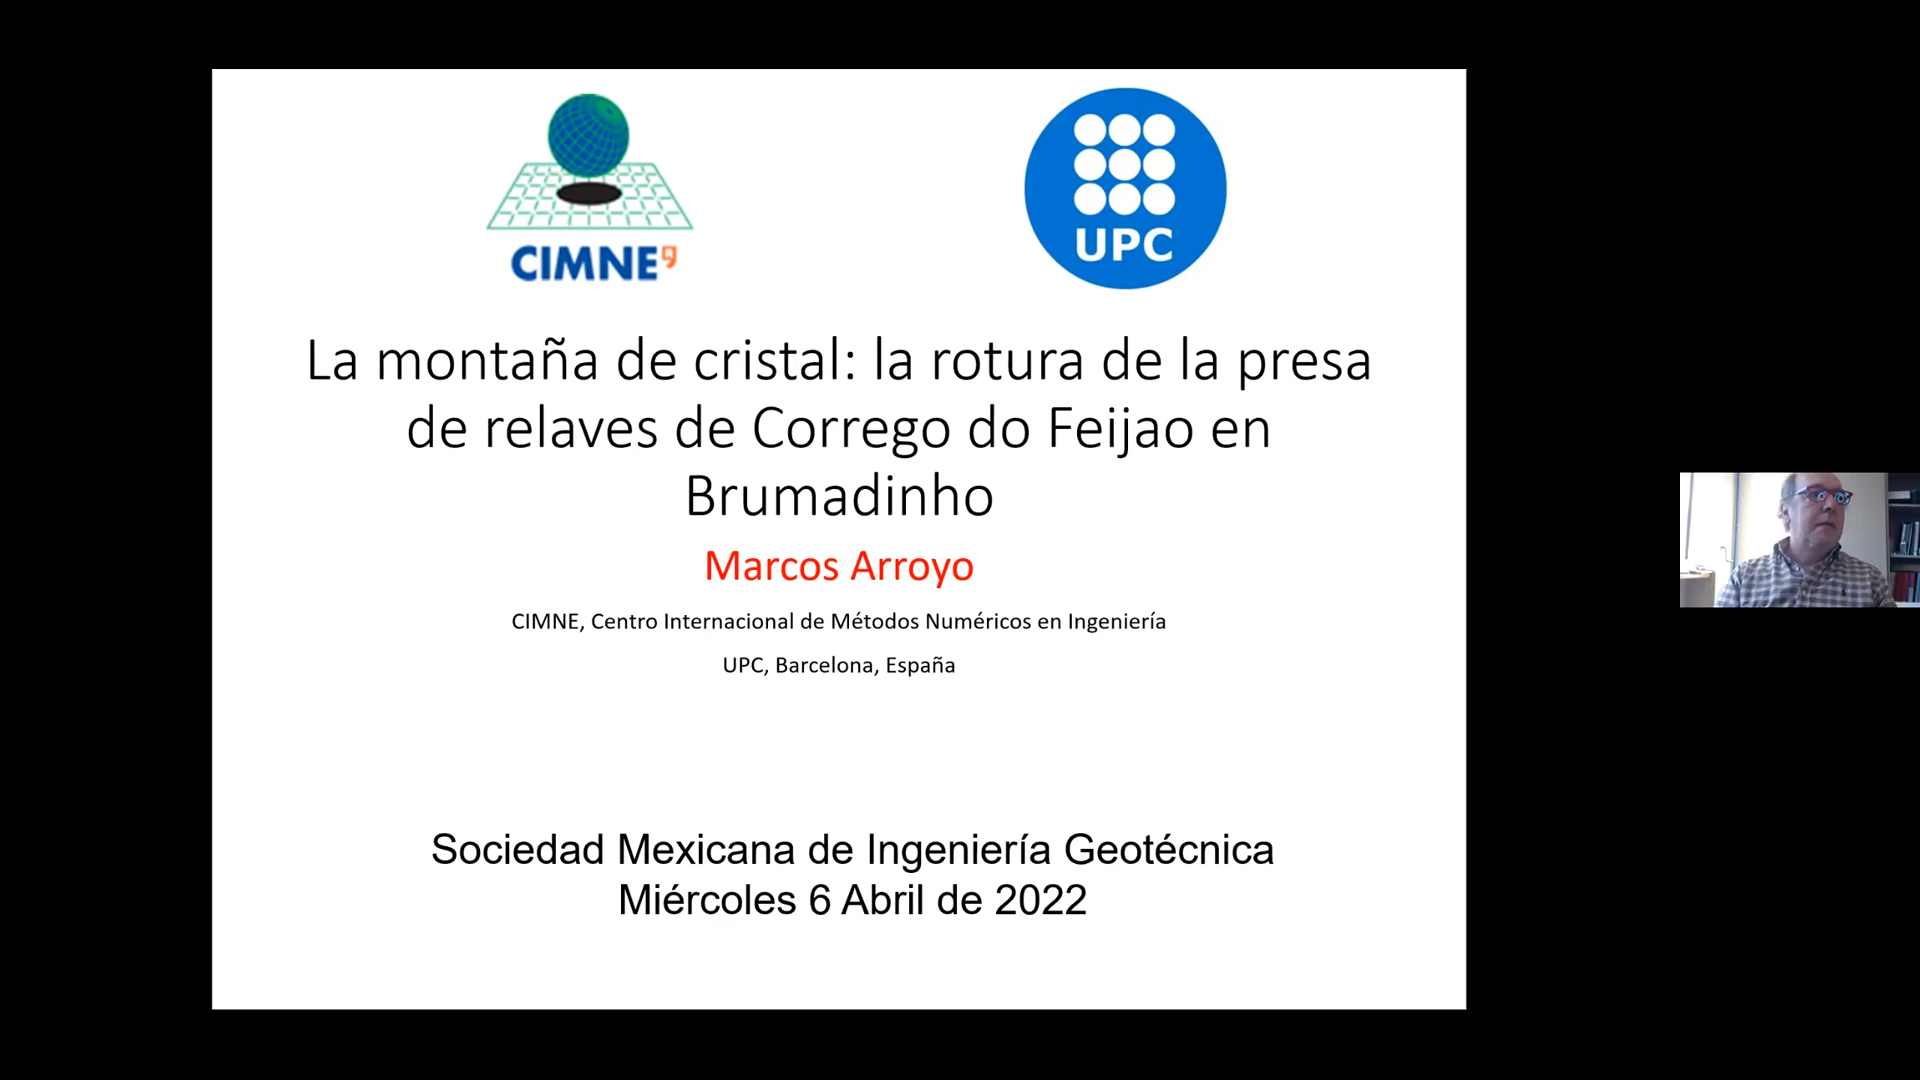 CIMNE
UPC
La montaña de cristal: la rotura de la presa
de relaves de Corrego do Feijao en
Brumadinho
Marcos Arroyo
CIMNE, Centro Internacional de Métodos Numéricos en Ingeniería
UPC, Barcelona, España
Sociedad Mexicana de Ingeniería Geotécnica
Miércoles 6 Abril de 2022